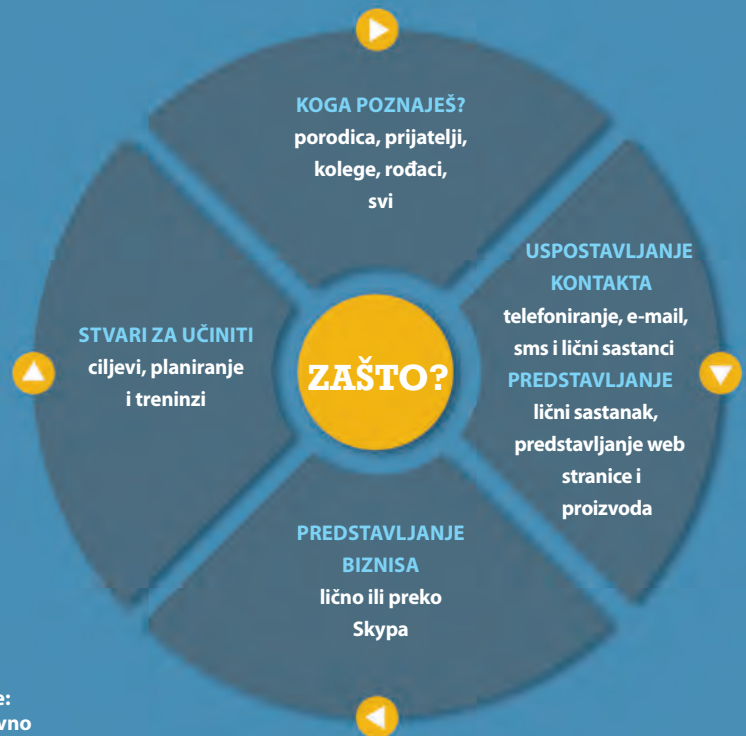 KOGA POZNAJEŠ?
porodica, prijatelji,
kolege, rođaci,
svi
USPOSTAVLJANJE
KONTAKTA
telefoniranje, e-mail,
sms i lični sastanci
PREDSTAVLJANJE
lični sastanak,
predstavljanje web
stranice i
proizvoda
STVARI ZA UČINITI
ciljevi, planiranje
i treninzi
ZAŠTO?
PREDSTAVLJANJE
BIZNISA
lično ili preko
Skypa
e:
vno